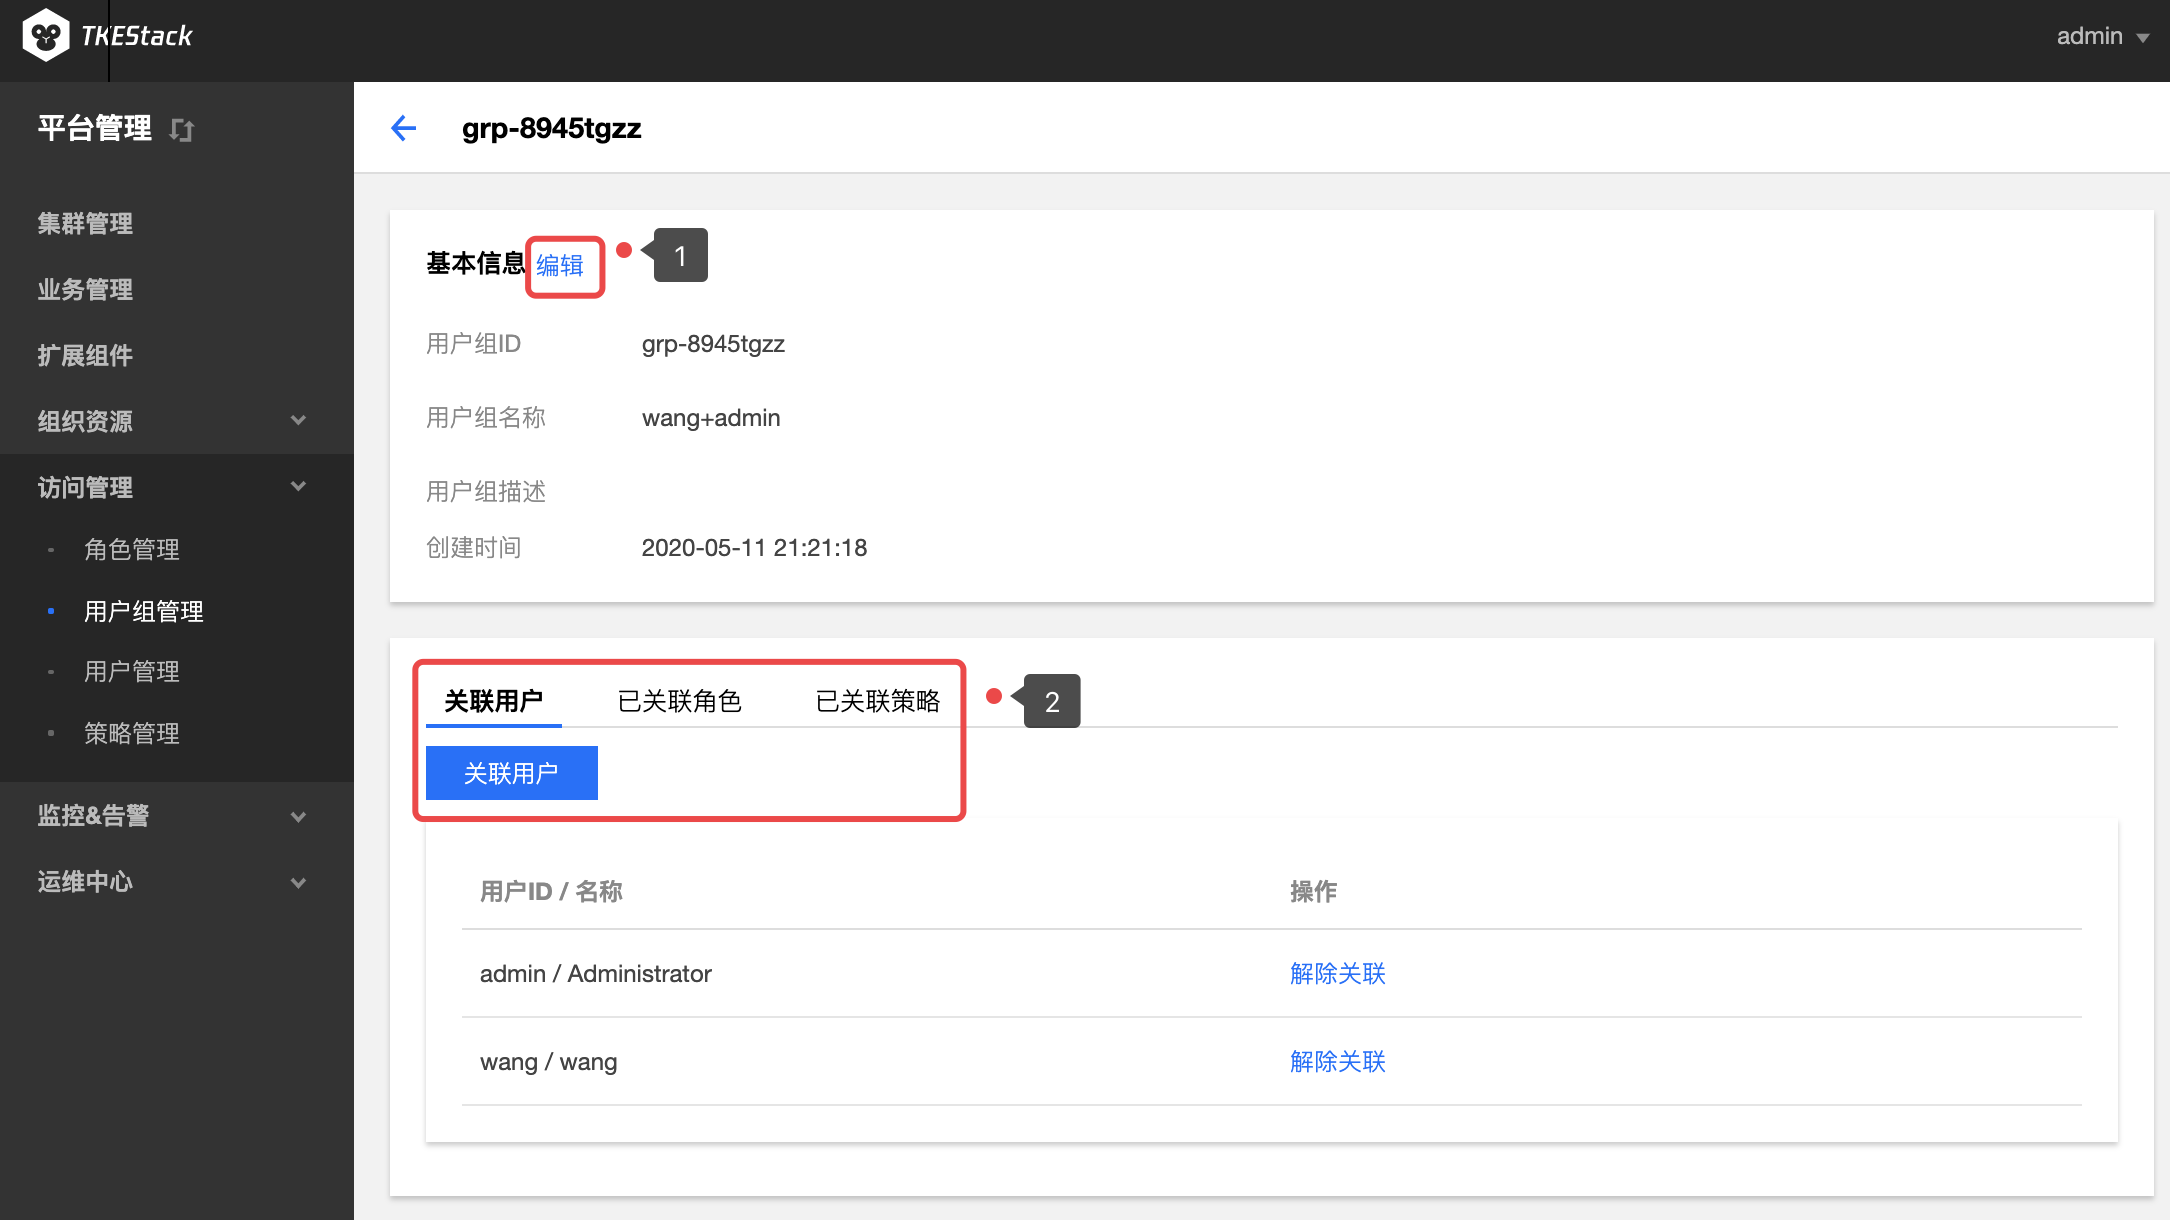 TKEStack
admin
平台管理
集群管理
业务管理
扩展组件
组织资源
访问管理
角色管理
用户组管理
用户管理
策略管理
监控&告警
运维中心
grp-8945tgzz
基本信息 编辑
1
用户组ID grp-8945tgzz
用户组名称 wang+admin
用户组描述
创建时间 2020-05-11 21:21:18
关联用户 已关联角色 已关联策略
2
关联用户
用户ID / 名称 操作
admin / Administrator 解除关联
wang / wang 解除关联